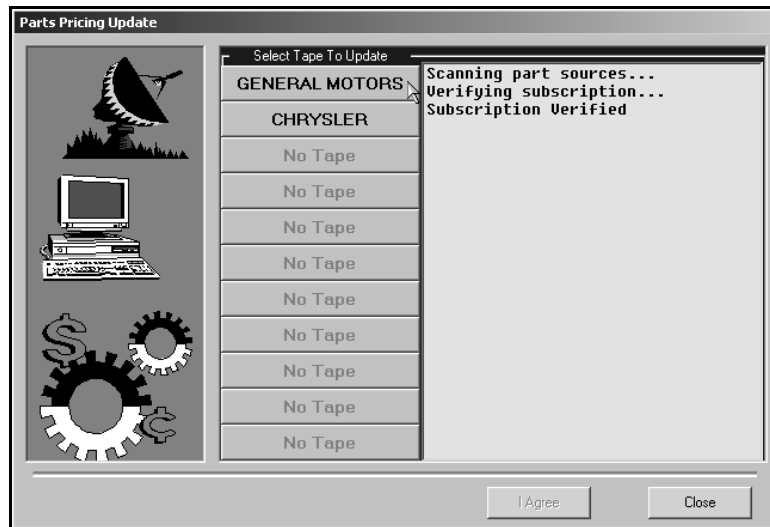 Parts Pricing Update
Select Tape To Update
GENERAL MOTORS
CHRYSLER
No Tape
No Tape
No Tape
No Tape
No Tape
No Tape
No Tape
No Tape
No Tape
Scanning part sources...
Verifying subscription...
Subscription Verified
$
¢
I Agree
Close